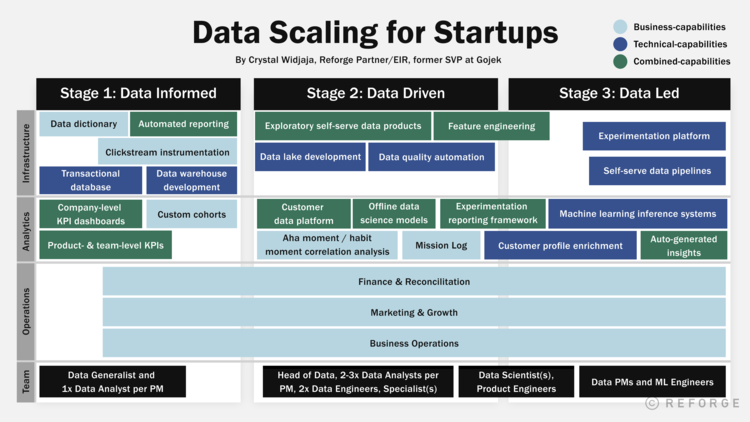 Data Scaling for Startups
By Crystal Widjaja, Reforge Partner/EIR, former SVP at Gojek
Business-capabilities
Technical-capabilities
Combined-capabilities
Stage 1: Data Informed
Stage 2: Data Driven
Stage 3: Data Led
Infrastructure
Data dictionary
Automated reporting
Clickstream instrumentation
Transactional
database
Data warehouse
development
Exploratory self-serve data products
Feature engineering
Data lake development
Data quality automation
Experimentation platform
Self-serve data pipelines
Analytics
Company-level
KPI dashboards
Custom cohorts
Product- & team-level KPIs
Customer
data platform
Offline data
science models
Experimentation
reporting framework
Machine learning inference systems
Aha moment / habit
moment correlation analysis
Mission Log
Customer profile enrichment
Auto-generated
insights
Operations
Finance & Reconcilitation
Marketing & Growth
Business Operations
Team
Data Generalist and
1x Data Analyst per PM
Head of Data, 2-3x Data Analysts per
PM, 2x Data Engineers, Specialist(s)
Data Scientist(s),
Product Engineers
Data PMs and ML Engineers
© REFORGE